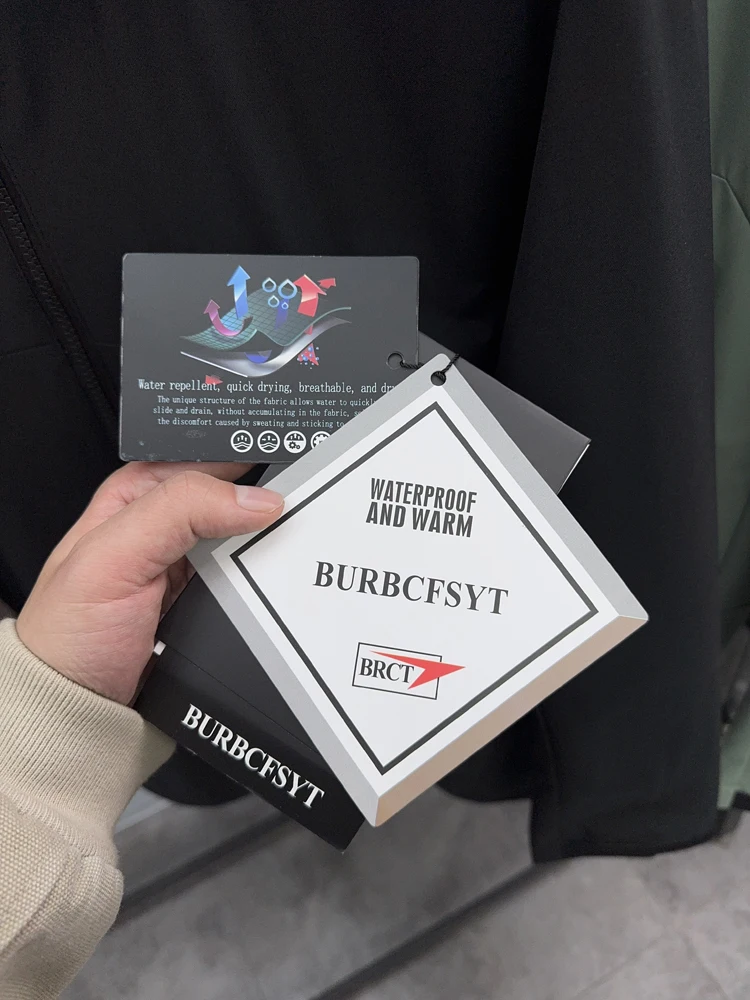 Water repellent, quick drying, breathable, and
The unique structure of the fabric allows water to
slide and drain, without accumulating in the fabric,
the discomfort caused by sweating and sticking to
WATERPROOF
AND WARM
BURBCFSYT
BRCT
BURBCFSYT